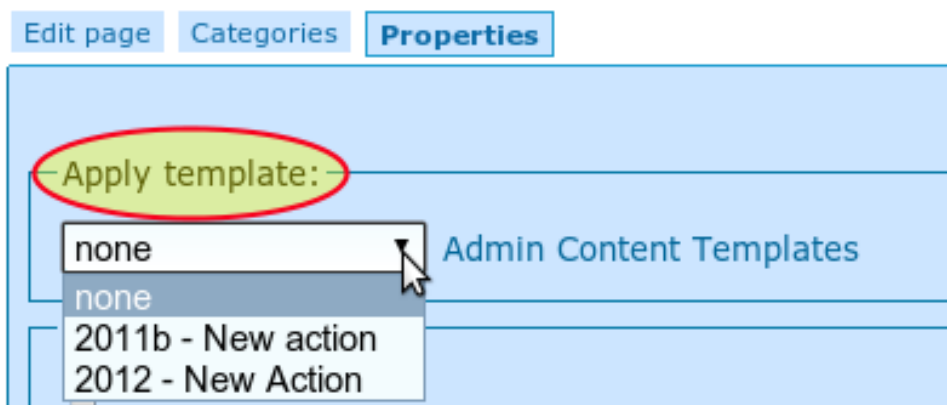 Edit page Categories Properties
Apply template:
none Admin Content Templates
none
2011b - New action
2012 - New Action